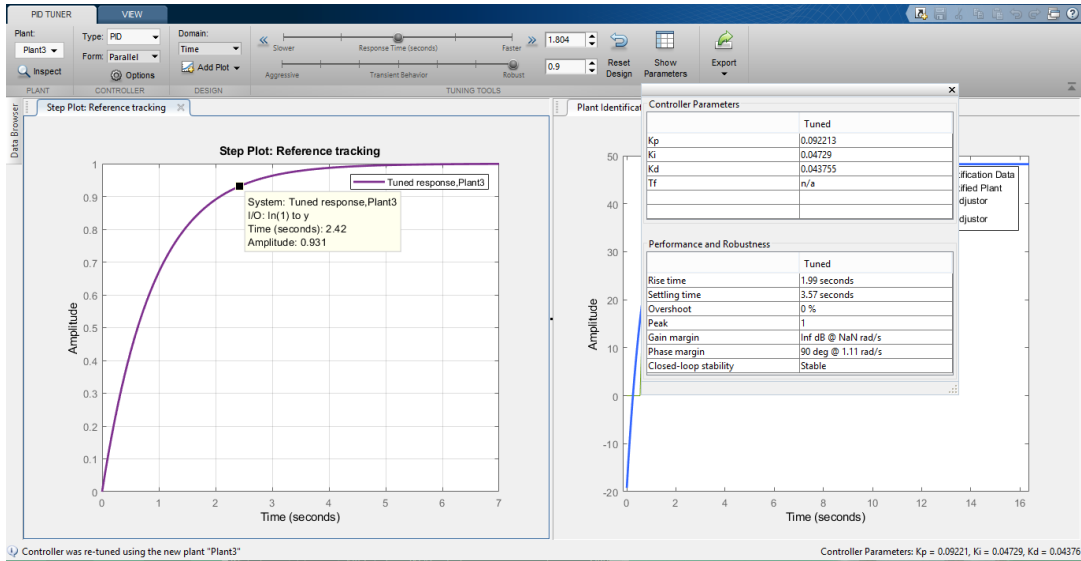 PID TUNER
VIEW
Plant:
Plant3
Inspect
PLANT
Type: PID
Form: Parallel
Options
CONTROLLER
Domain:
Time
Add Plot
DESIGN
Slower
Response Time (seconds)
Faster
1.804
Aggressive
Transient Behavior
Robust
0.9
TUNING TOOLS
Reset
Design
Show
Parameters
Export
Data Browser
Step Plot: Reference tracking
Step Plot: Reference tracking
Tuned response,Plant3
System: Tuned response,Plant3
I/O: In(1) to y
Time (seconds): 2.42
Amplitude: 0.931
Amplitude
1
0.9
0.8
0.7
0.6
0.5
0.4
0.3
0.2
0.1
0
0 1 2 3 4 5 6 7
Time (seconds)
Plant Identificat
tification Data
tified Plant
djustor
djustor
Amplitude
50
40
30
20
10
0
-10
-20
0 2 4 6 8 10 12 14 16
Time (seconds)
Controller Parameters
Tuned
Kp 0.092213
Ki 0.04729
Kd 0.043755
Tf n/a
Performance and Robustness
Tuned
Rise time 1.99 seconds
Settling time 3.57 seconds
Overshoot 0 %
Peak 1
Gain margin Inf dB @ NaN rad/s
Phase margin 90 deg @ 1.11 rad/s
Closed-loop stability Stable
Controller was re-tuned using the new plant "Plant3"
Controller Parameters: Kp = 0.09221, Ki = 0.04729, Kd = 0.04376